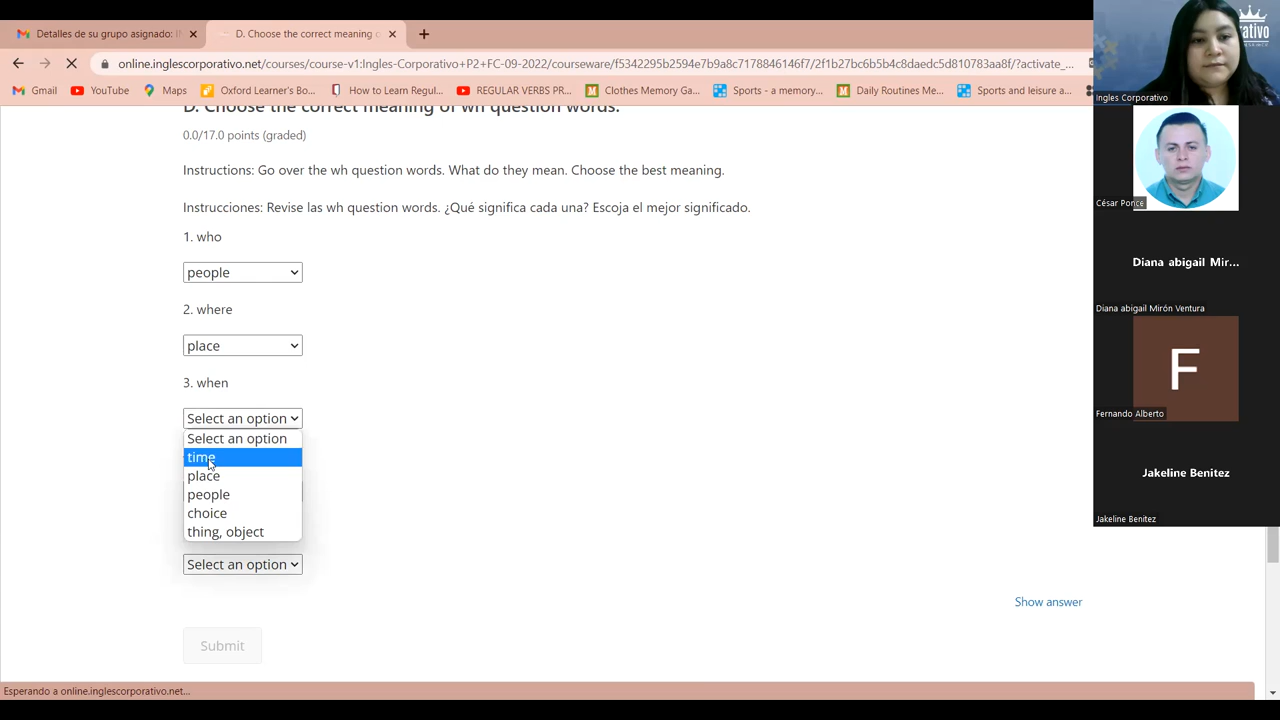 Detalles de su grupo asignado: I
D. Choose the correct meaning o
online.inglescorporativo.net/courses/course-v1:Ingles-Corporativo+P2+FC-09-2022/courseware/f5342295b2594e7b9a8c7178846146f7/2f1b27bc6b5b4c8daedc5d810783aa8f/?activate_...
Gmail
YouTube
Maps
Oxford Learner's Bo...
How to Learn Regul...
REGULAR VERBS PR...
Clothes Memory Ga...
Sports - a memory...
Daily Routines Me...
Sports and leisure a...
D. Choose the correct meaning of wh question words.
0.0/17.0 points (graded)
Instructions: Go over the wh question words. What do they mean. Choose the best meaning.
Instrucciones: Revise las wh question words. ¿Qué significa cada una? Escoja el mejor significado.
1. who
people
2. where
place
3. when
Select an option
Select an option
time
place
people
choice
thing, object
Select an option
Show answer
Submit
Esperando a online.inglescorporativo.net...
rativo
Ingles Corporativo
César Ponce
Diana abigail Mir...
Diana abigail Mirón Ventura
F
Fernando Alberto
Jakeline Benitez
Jakeline Benitez